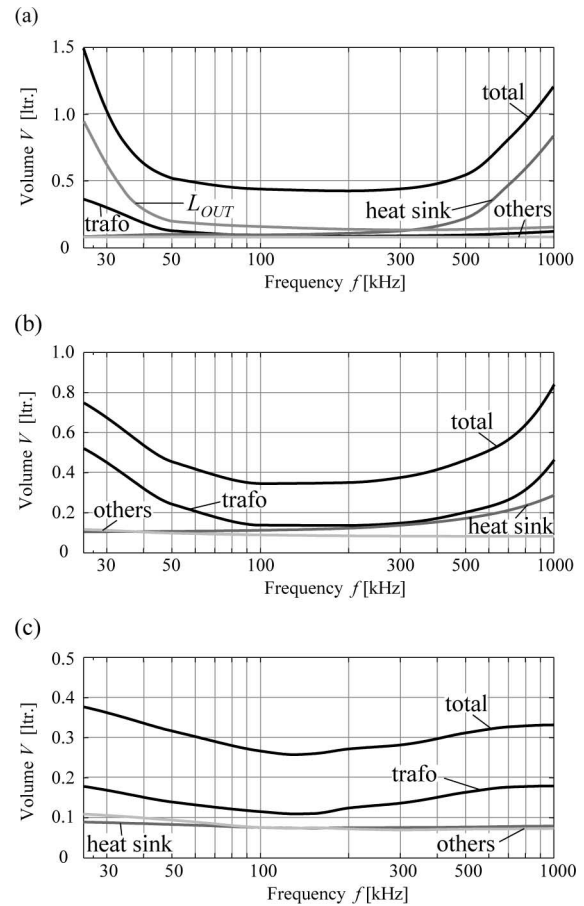 (a)
1.5
1.0
0.5
0
Volume V [ltr.]
total
L_OUT
trafo
heat sink
others
30 50 100 300 500 1000
Frequency f [kHz]
(b)
1.0
0.8
0.6
0.4
0.2
0
Volume V [ltr.]
total
trafo
others
heat sink
30 50 100 300 500 1000
Frequency f [kHz]
(c)
0.5
0.4
0.3
0.2
0.1
0
Volume V [ltr.]
total
trafo
heat sink
others
30 50 100 300 500 1000
Frequency f [kHz]